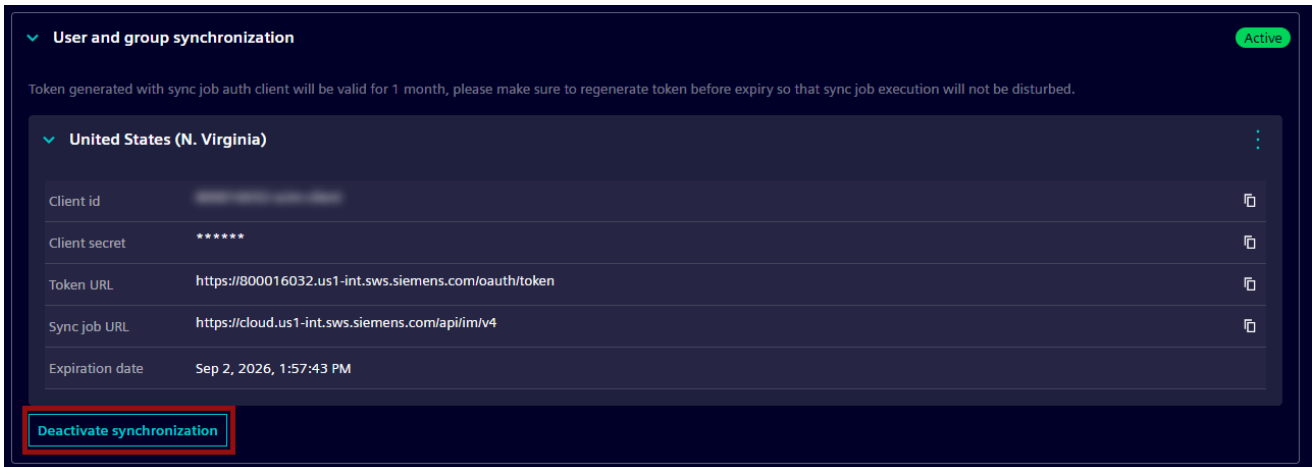 User and group synchronization
Active
Token generated with sync job auth client will be valid for 1 month, please make sure to regenerate token before expiry so that sync job execution will not be disturbed.
United States (N. Virginia)
Client id
Client secret ******
Token URL https://800016032.us1-int.sws.siemens.com/oauth/token
Sync job URL https://cloud.us1-int.sws.siemens.com/api/im/v4
Expiration date Sep 2, 2026, 1:57:43 PM
Deactivate synchronization